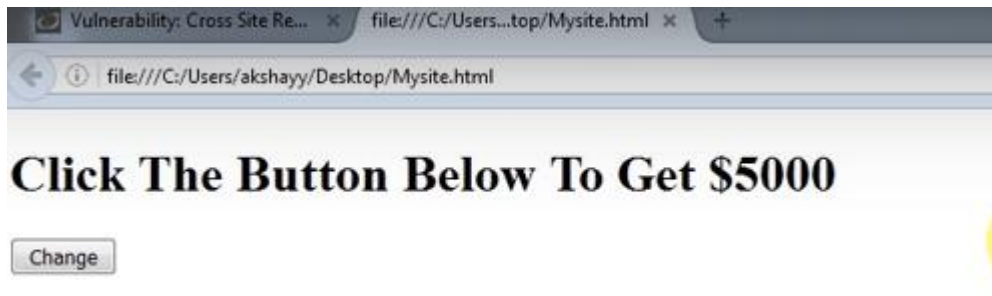 Vulnerability: Cross Site Re...
file:///C:/Users...top/Mysite.html
file:///C:/Users/akshayy/Desktop/Mysite.html
Click The Button Below To Get $5000
Change